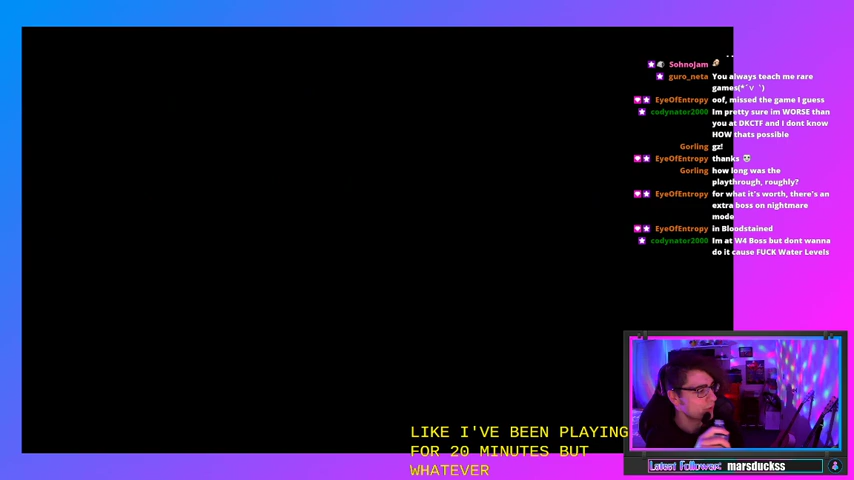 SohnoJam
guro_neta You always teach me rare
games(*´v `)
EyeOfEntropy oof, missed the game I guess
codynator2000 Im pretty sure im WORSE than
you at DKCTF and I dont know
HOW thats possible
Gorling gz!
EyeOfEntropy thanks
Gorling how long was the
playthrough, roughly?
EyeOfEntropy for what it's worth, there's an
extra boss on nightmare
mode
EyeOfEntropy in Bloodstained
codynator2000 Im at W4 Boss but dont wanna
do it cause FUCK Water Levels
LIKE I'VE BEEN PLAYING
FOR 20 MINUTES BUT
WHATEVER
Latest Follower: marsduckss